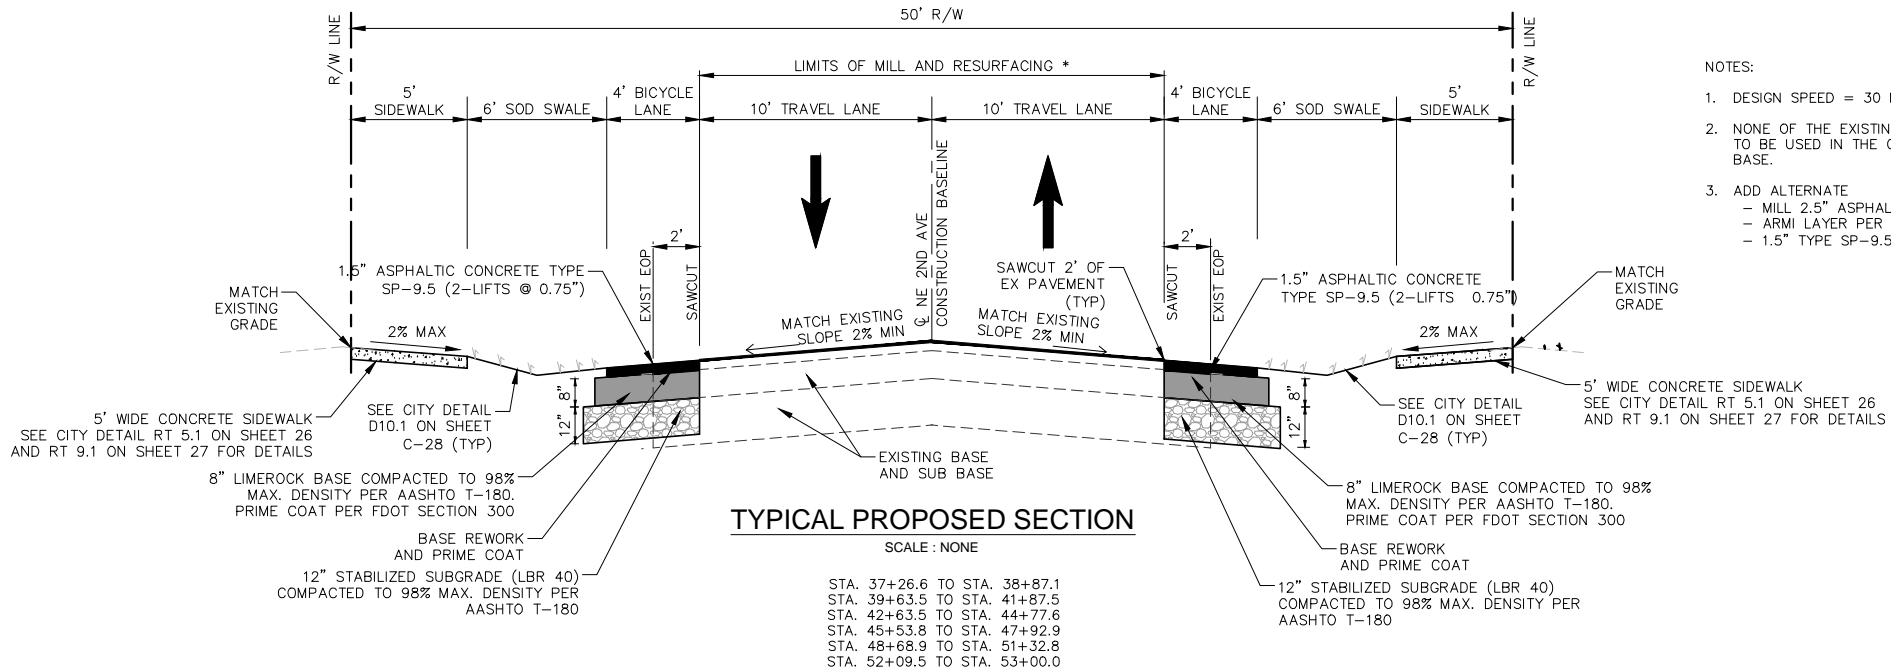 50' R/W
R/W LINE
R/W LINE
LIMITS OF MILL AND RESURFACING *
5'
SIDEWALK
6' SOD SWALE
4' BICYCLE
LANE
10' TRAVEL LANE
10' TRAVEL LANE
4' BICYCLE
LANE
6' SOD SWALE
5'
SIDEWALK
NOTES:
1. DESIGN SPEED = 30
2. NONE OF THE
TO BE USED IN THE
BASE.
3. ADD ALTERNATE
- MILL 2.5"
- ARMI LAYER PER
- 1.5" TYPE SP-9.5
℄ NE 2ND AVE
CONSTRUCTION BASELINE
2'
EXIST EOP
SAWCUT
2'
SAWCUT
EXIST EOP
1.5" ASPHALTIC CONCRETE TYPE
SP-9.5 (2-LIFTS @ 0.75")
SAWCUT 2' OF
EX PAVEMENT
(TYP)
1.5" ASPHALTIC CONCRETE
TYPE SP-9.5 (2-LIFTS 0.75")
MATCH
EXISTING
GRADE
MATCH
EXISTING
GRADE
2% MAX
MATCH EXISTING
SLOPE 2% MIN
MATCH EXISTING
SLOPE 2% MIN
2% MAX
8"
12"
8"
12"
5' WIDE CONCRETE SIDEWALK
SEE CITY DETAIL RT 5.1 ON SHEET 26
AND RT 9.1 ON SHEET 27 FOR DETAILS
SEE CITY DETAIL
D10.1 ON SHEET
C-28 (TYP)
EXISTING BASE
AND SUB BASE
SEE CITY DETAIL
D10.1 ON SHEET
C-28 (TYP)
5' WIDE CONCRETE SIDEWALK
SEE CITY DETAIL RT 5.1 ON SHEET 26
AND RT 9.1 ON SHEET 27 FOR DETAILS
8" LIMEROCK BASE COMPACTED TO 98%
MAX. DENSITY PER AASHTO T-180.
PRIME COAT PER FDOT SECTION 300
8" LIMEROCK BASE COMPACTED TO 98%
MAX. DENSITY PER AASHTO T-180.
PRIME COAT PER FDOT SECTION 300
BASE REWORK
AND PRIME COAT
BASE REWORK
AND PRIME COAT
12" STABILIZED SUBGRADE (LBR 40)
COMPACTED TO 98% MAX. DENSITY PER
AASHTO T-180
12" STABILIZED SUBGRADE (LBR 40)
COMPACTED TO 98% MAX. DENSITY PER
AASHTO T-180
TYPICAL PROPOSED SECTION
SCALE : NONE
STA. 37+26.6 TO STA. 38+87.1
STA. 39+63.5 TO STA. 41+87.5
STA. 42+63.5 TO STA. 44+77.6
STA. 45+53.8 TO STA. 47+92.9
STA. 48+68.9 TO STA. 51+32.8
STA. 52+09.5 TO STA. 53+00.0